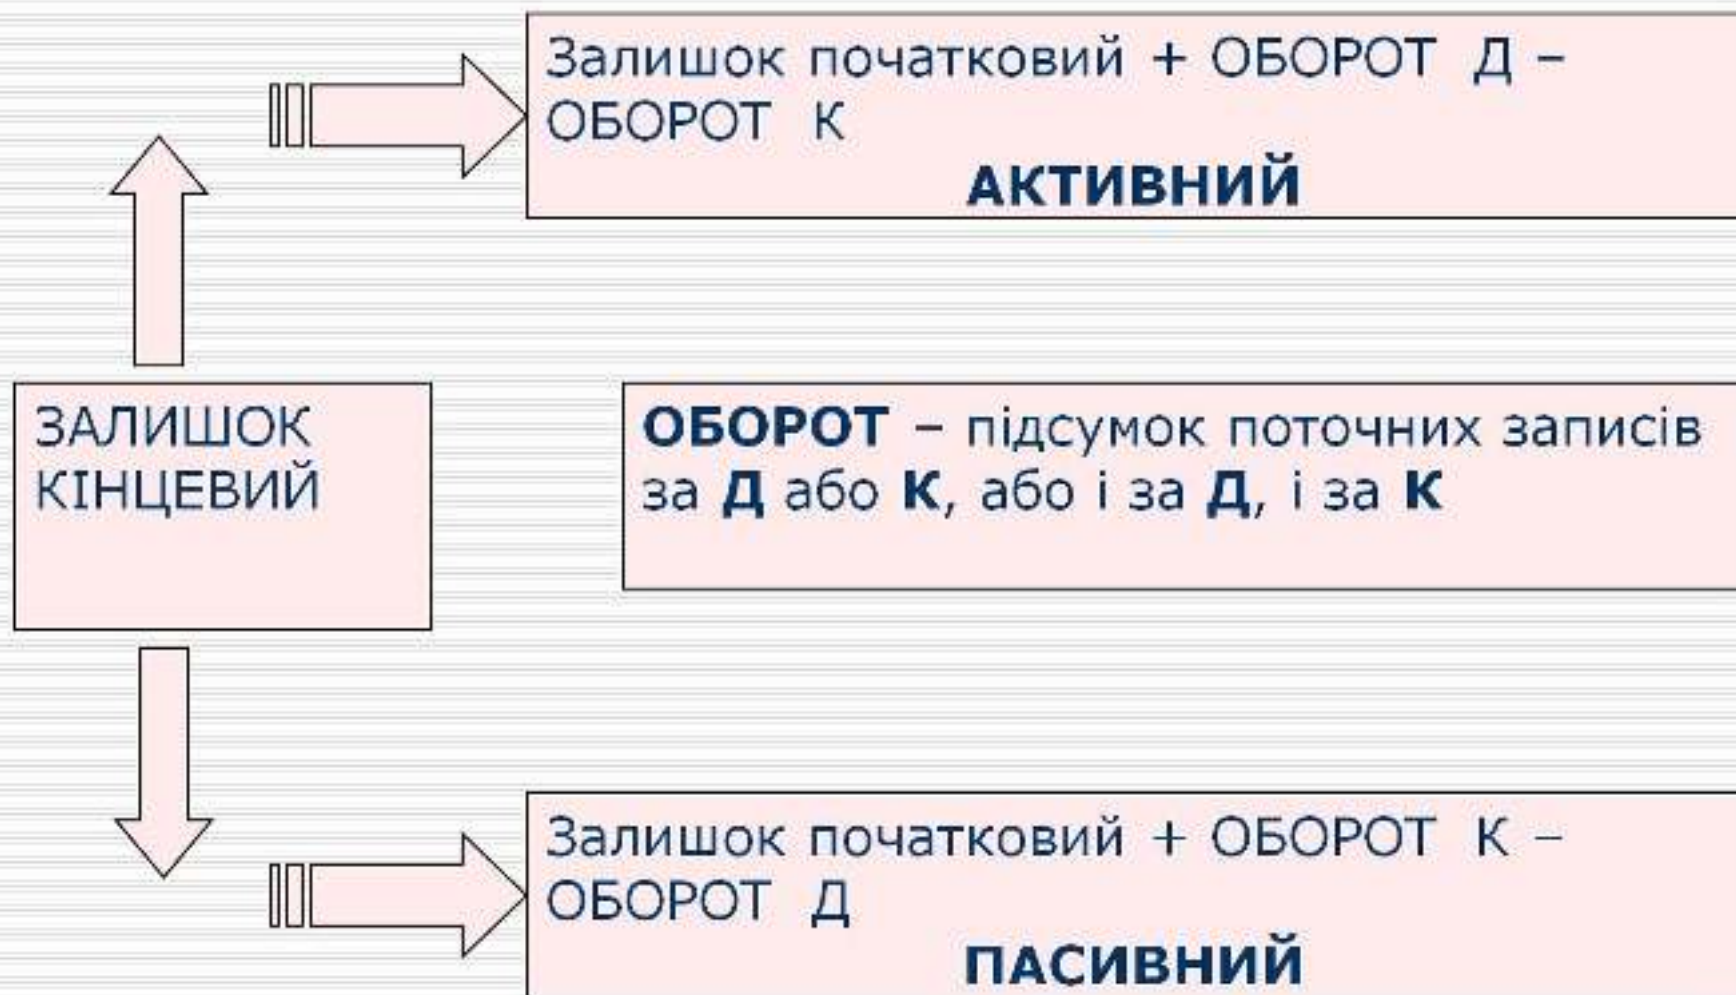 Залишок початковий + ОБОРОТ Д –
ОБОРОТ К
АКТИВНИЙ
ЗАЛИШОК
КІНЦЕВИЙ
ОБОРОТ – підсумок поточних записів
за Д або К, або і за Д, і за К
Залишок початковий + ОБОРОТ К –
ОБОРОТ Д
ПАСИВНИЙ